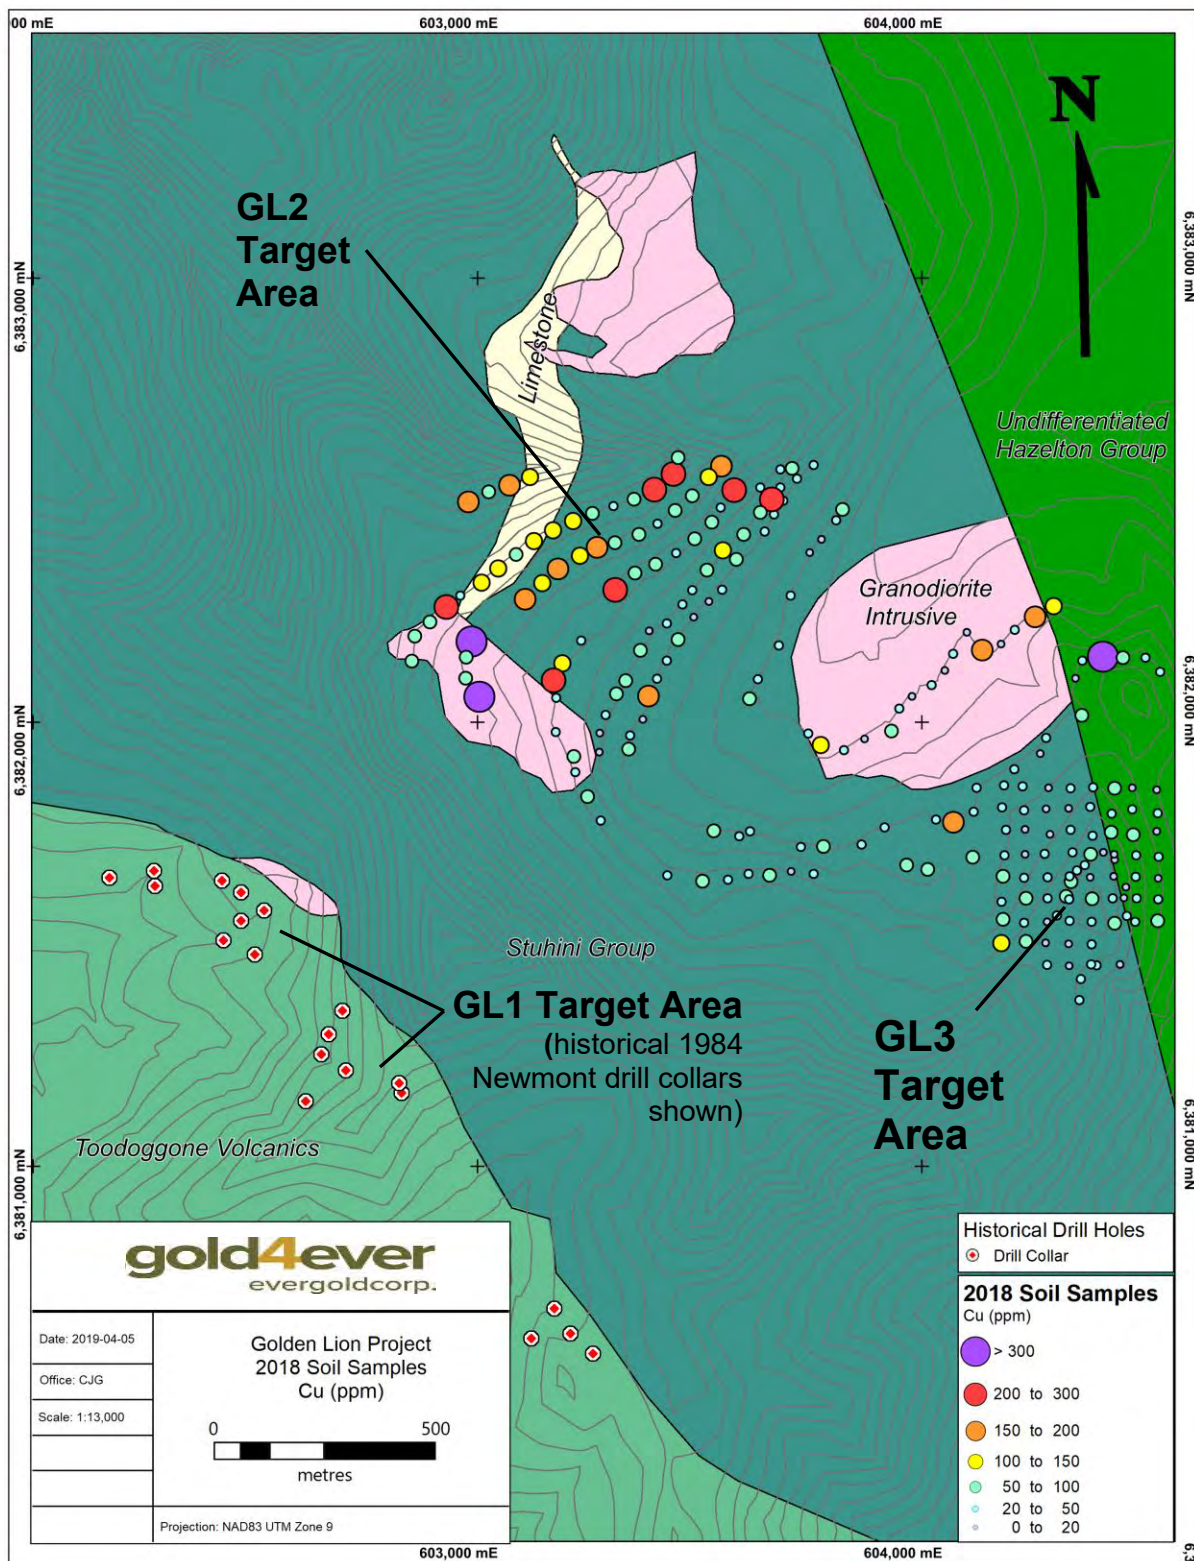 00 mE
603,000 mE
604,000 mE
N
GL2
Target
Area
6,383,000 mN
6,383,000 mN
Limestone
Undifferentiated
Hazelton Group
Granodiorite
Intrusive
6,382,000 mN
6,382,000 mN
Stuhini Group
GL1 Target Area
(historical 1984
Newmont drill collars
shown)
GL3
Target
Area
Toodoggone Volcanics
6,381,000 mN
6,381,000 mN
gold4ever
evergoldcorp.
Date: 2019-04-05
Office: CJG
Scale: 1:13,000
Golden Lion Project
2018 Soil Samples
Cu (ppm)
0 500
metres
Projection: NAD83 UTM Zone 9
Historical Drill Holes
Drill Collar
2018 Soil Samples
Cu (ppm)
> 300
200 to 300
150 to 200
100 to 150
50 to 100
20 to 50
0 to 20
603,000 mE
604,000 mE